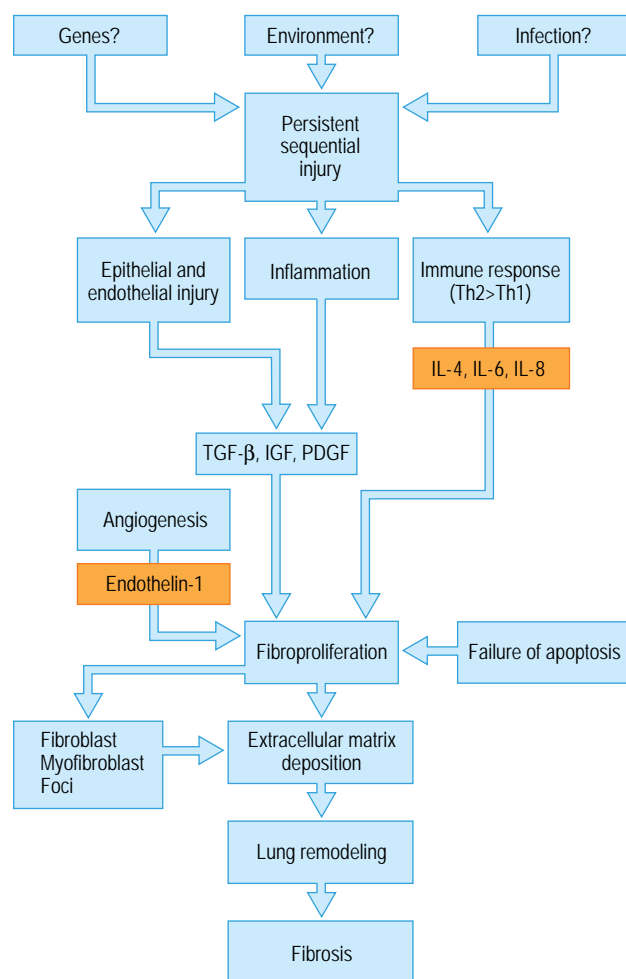 Genes?
Environment?
Infection?
Persistent
sequential
injury
Epithelial and
endothelial injury
Inflammation
Immune response
(Th2>Th1)
IL-4, IL-6, IL-8
TGF-β, IGF, PDGF
Angiogenesis
Endothelin-1
Fibroproliferation
Failure of apoptosis
Fibroblast
Myofibroblast
Foci
Extracellular matrix
deposition
Lung remodeling
Fibrosis